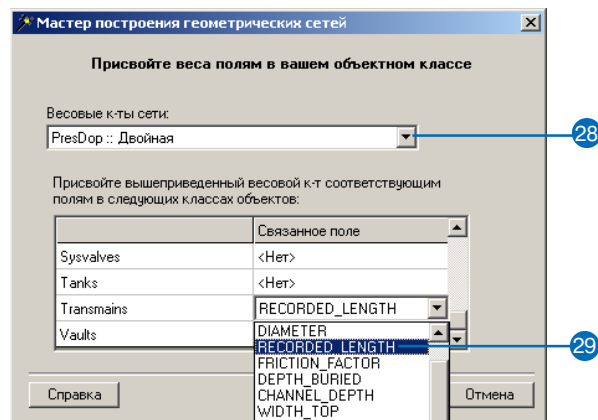 Мастер построения геометрических сетей
Присвойте веса полям в вашем объектном классе
Весовые к-ты сети:
PresDop :: Двойная
28
Присвойте вышеприведенный весовой к-т соответствующим
полям в следующих классах объектов:
Связанное поле
Sysvalves <Нет>
Tanks <Нет>
Transmains RECORDED_LENGTH
Vaults DIAMETER
RECORDED_LENGTH
29
FRICTION_FACTOR
DEPTH_BURIED
CHANNEL_DEPTH
WIDTH_TOP
Справка Отмена